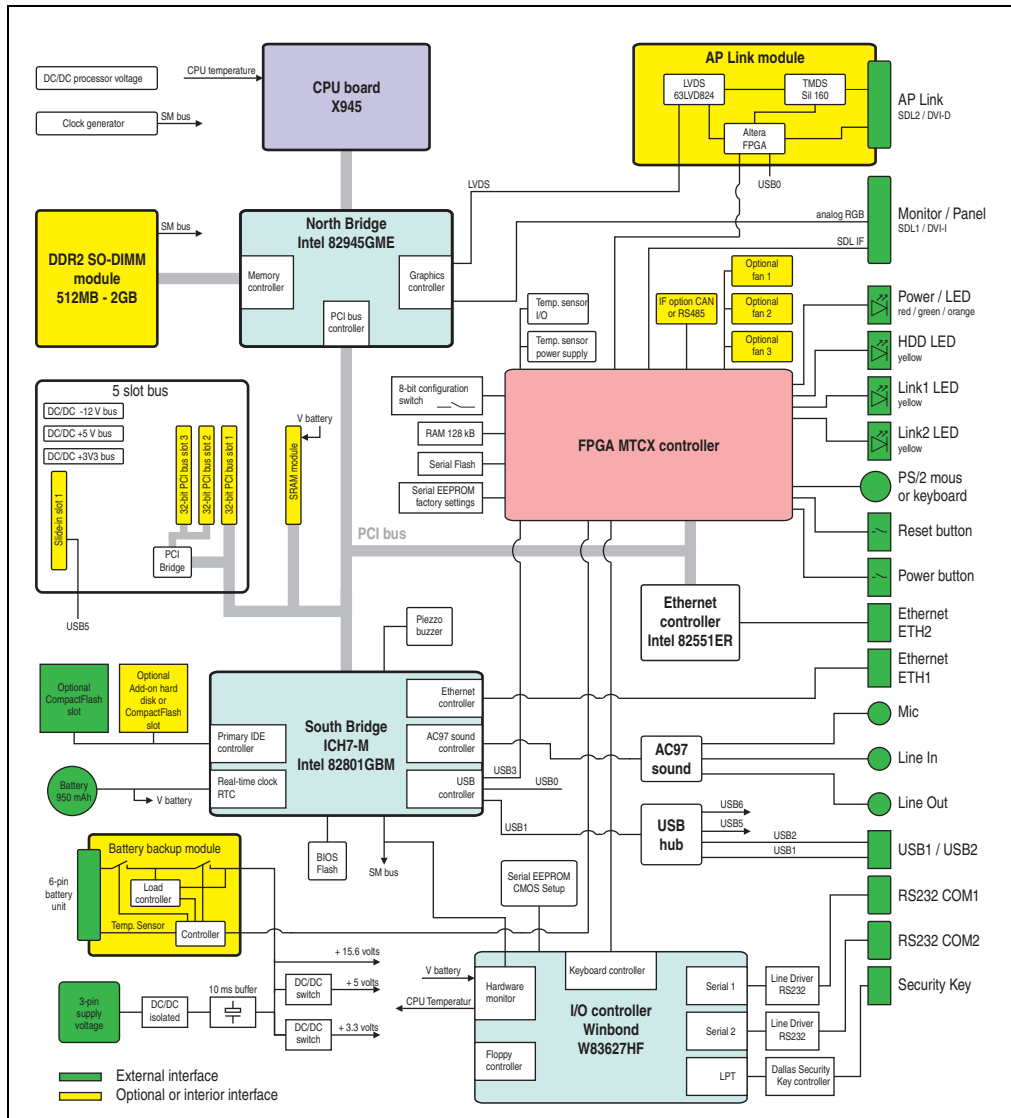 DC/DC processor voltage
CPU temperature
Clock generator
SM bus
CPU board
X945
AP Link module
LVDS
63LVD824
TMDS
Sil 160
Altera
FPGA
USB0
AP Link
SDL2 / DVI-D
LVDS
analog RGB
SDL IF
Monitor / Panel
SDL1 / DVI-I
DDR2 SO-DIMM
module
512MB - 2GB
SM bus
North Bridge
Intel 82945GME
Memory
controller
Graphics
controller
PCI bus
controller
Temp. sensor
I/O
Temp. sensor
power supply
IF option CAN
or RS485
Optional
fan 1
Optional
fan 2
Optional
fan 3
Power / LED
red / green / orange
HDD LED
yellow
Link1 LED
yellow
Link2 LED
yellow
PS/2 mous
or keyboard
Reset button
Power button
5 slot bus
DC/DC -12 V bus
DC/DC +5 V bus
DC/DC +3V3 bus
Slide-in slot 1
32-bit PCI bus slot 3
32-bit PCI bus slot 2
32-bit PCI bus slot 1
PCI
Bridge
USB5
V battery
SRAM module
8-bit configuration
switch
RAM 128 kB
Serial Flash
Serial EEPROM
factory settings
FPGA MTCX controller
PCI bus
Ethernet
controller
Intel 82551ER
Ethernet
ETH2
Ethernet
ETH1
Piezzo
buzzer
Optional
CompactFlash
slot
Optional
Add-on hard
disk or
CompactFlash
slot
South Bridge
ICH7-M
Intel 82801GBM
Ethernet
controller
Primary IDE
controller
AC97 sound
controller
Real-time clock
RTC
USB
controller
USB3
USB0
USB1
Battery
950 mAh
V battery
AC97
sound
Mic
Line In
Line Out
USB
hub
USB6
USB5
USB2
USB1
USB1 / USB2
BIOS
Flash
SM bus
Serial EEPROM
CMOS Setup
Battery backup module
6-pin
battery
unit
Load
controller
Temp. Sensor
Controller
RS232 COM1
RS232 COM2
Security Key
+ 15.6 volts
DC/DC
switch
+ 5 volts
DC/DC
switch
+ 3.3 volts
3-pin
supply
voltage
DC/DC
isolated
10 ms buffer
V battery
CPU Temperatur
Hardware
monitor
Keyboard controller
I/O controller
Winbond
W83627HF
Floppy
controller
Serial 1
Line Driver
RS232
Serial 2
Line Driver
RS232
LPT
Dallas Security
Key controller
External interface
Optional or interior interface